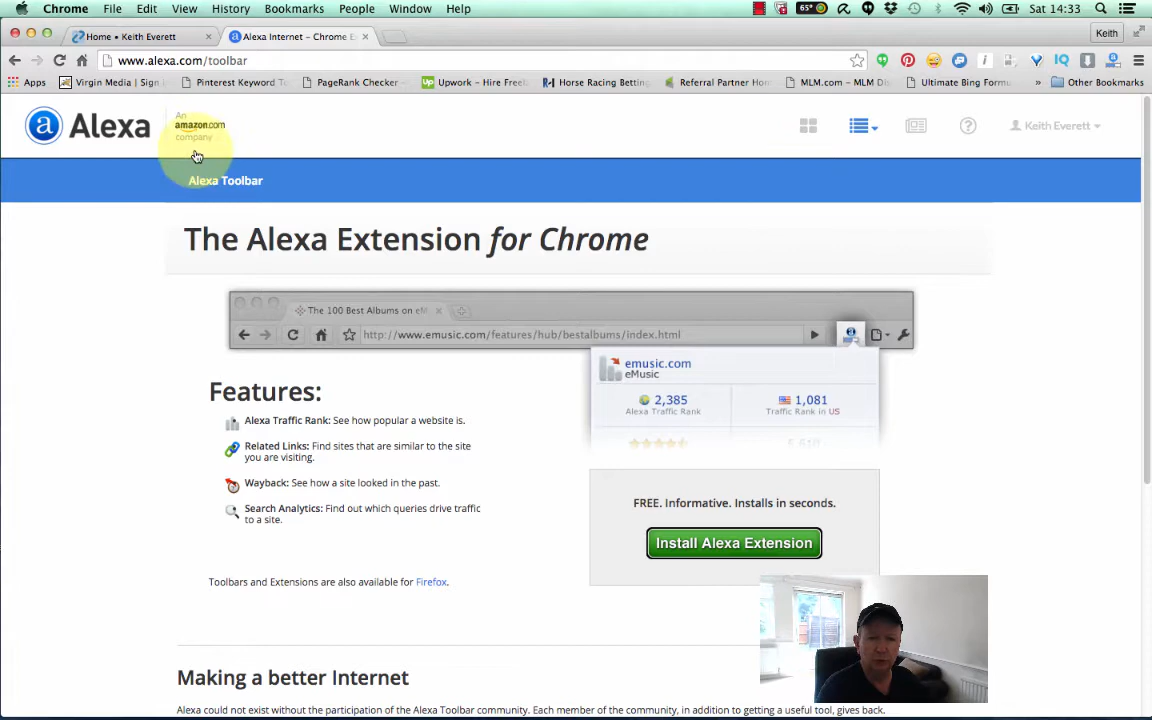 Chrome File Edit View History Bookmarks People Window Help 65° Sat 14:33
Home • Keith Everett Alexa Internet – Chrome E Keith
www.alexa.com/toolbar
Apps Virgin Media | Sign Pinterest Keyword To PageRank Checker - Upwork - Hire Freel Horse Racing Betting Referral Partner Hom MLM.com – MLM Di Ultimate Bing Formu Other Bookmarks
Alexa An amazon.com company Keith Everett
Alexa Toolbar
The Alexa Extension for Chrome
The 100 Best Albums on eM
http://www.emusic.com/features/hub/bestalbums/index.html
emusic.com
eMusic
2,385 1,081
Alexa Traffic Rank Traffic Rank in US
Features:
Alexa Traffic Rank: See how popular a website is.
Related Links: Find sites that are similar to the site
you are visiting.
Wayback: See how a site looked in the past.
Search Analytics: Find out which queries drive traffic
to a site.
FREE. Informative. Installs in seconds.
Install Alexa Extension
Toolbars and Extensions are also available for Firefox.
Making a better Internet
Alexa could not exist without the participation of the Alexa Toolbar community. Each member of the community, in addition to getting a useful tool, gives back.